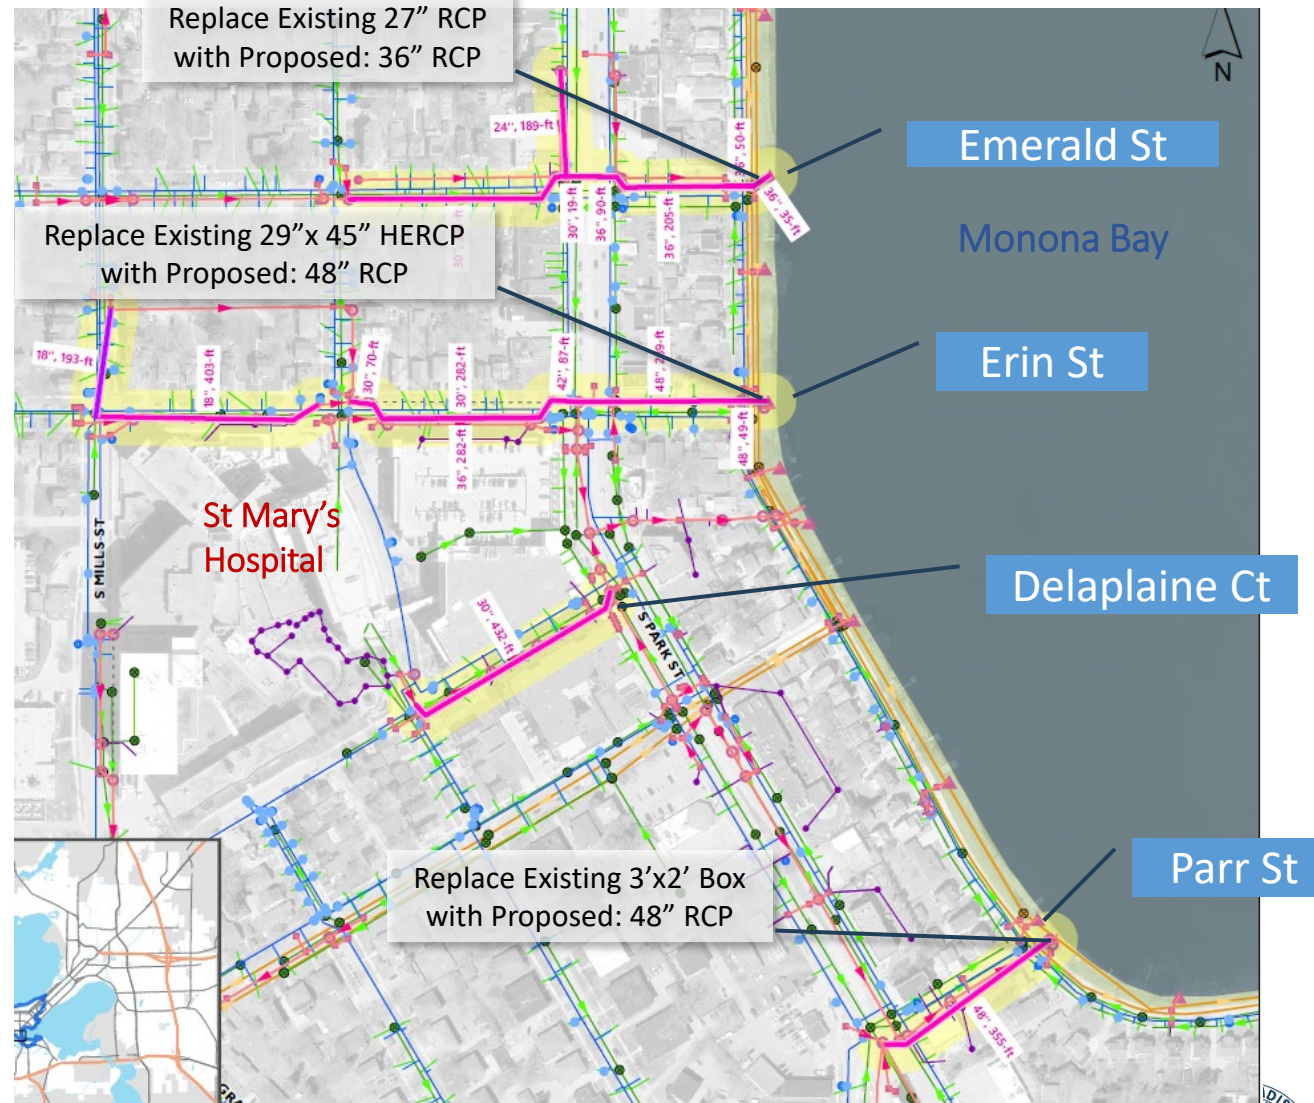 Replace Existing 27” RCP
with Proposed: 36” RCP
N
24", 189-ft
36", 50-ft
Emerald St
36", 35-ft
30", 19-ft
36", 90-ft
36", 205-ft
Monona Bay
Replace Existing 29”x 45” HERCP
with Proposed: 48” RCP
Erin St
18", 193-ft
18", 403-ft
30", 70-ft
30", 282-ft
42", 87-ft
36", 282-ft
48", 49-ft
St Mary’s
Hospital
S MILLS ST
Delaplaine Ct
30", 432-ft
S PARK ST
Replace Existing 3’x2’ Box
with Proposed: 48” RCP
Parr St
48", 355-ft